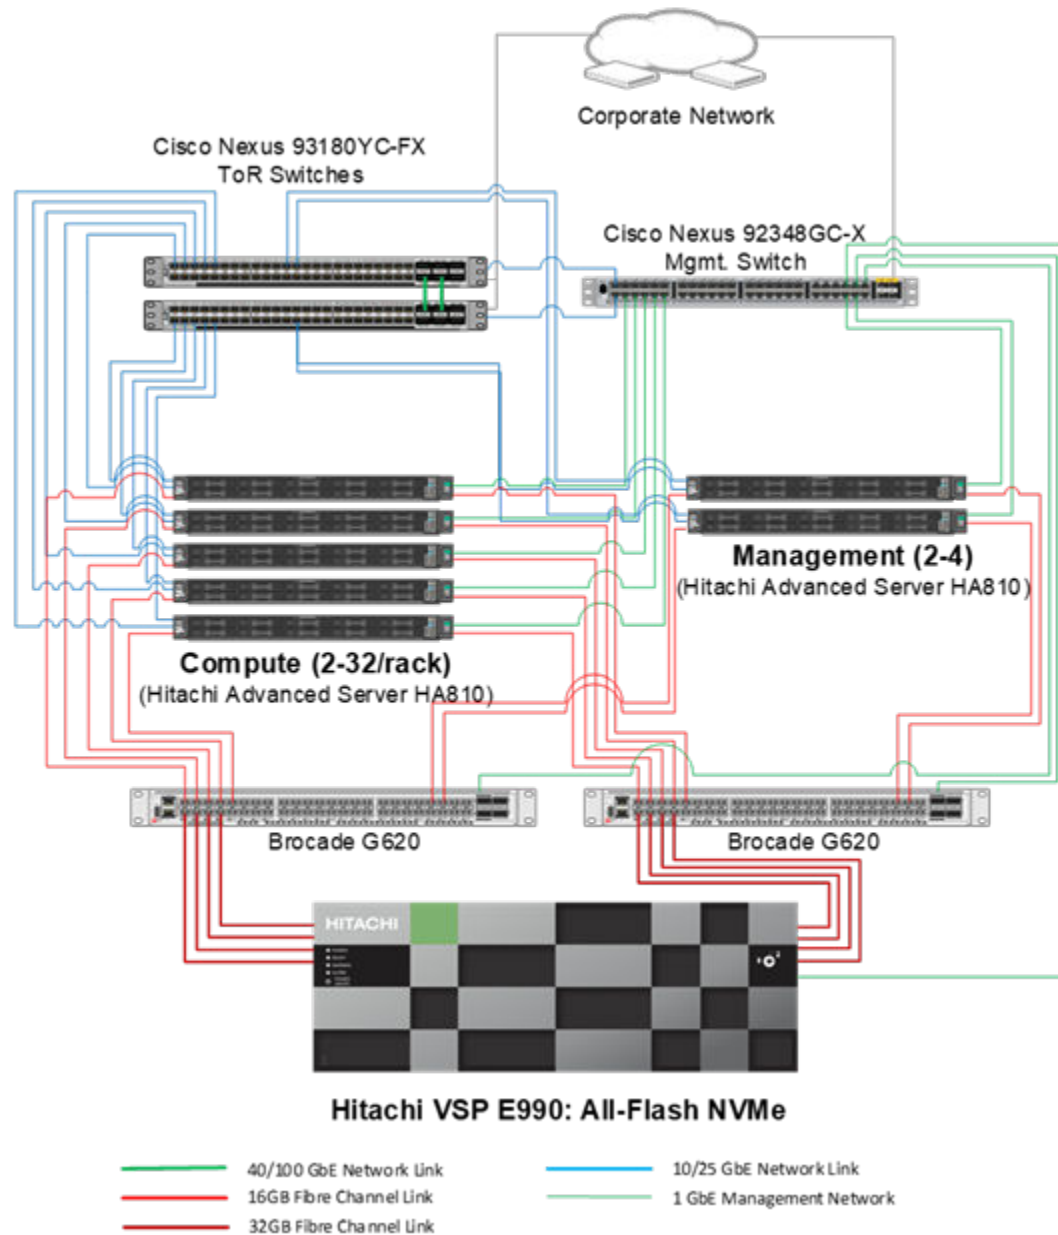 Corporate Network
Cisco Nexus 93180YC-FX
ToR Switches
Cisco Nexus 92348GC-X
Mgmt. Switch
Management (2-4)
(Hitachi Advanced Server HA810)
Compute (2-32/rack)
(Hitachi Advanced Server HA810)
Brocade G620
Brocade G620
HITACHI
Hitachi VSP E990: All-Flash NVMe
40/100 GbE Network Link
10/25 GbE Network Link
16GB Fibre Channel Link
1 GbE Management Network
32GB Fibre Channel Link